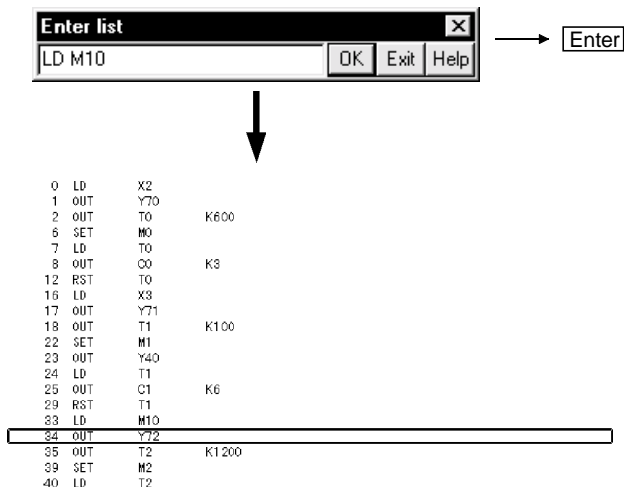 Enter list
LD M10 OK Exit Help
Enter
0 LD X2
1 OUT Y70
2 OUT T0 K600
6 SET M0
7 LD T0
8 OUT C0 K3
12 RST T0
16 LD X3
17 OUT Y71
18 OUT T1 K100
22 SET M1
23 OUT Y40
24 LD T1
25 OUT C1 K6
29 RST T1
33 LD M10
34 OUT Y72
35 OUT T2 K1200
39 SET M2
40 LD T2